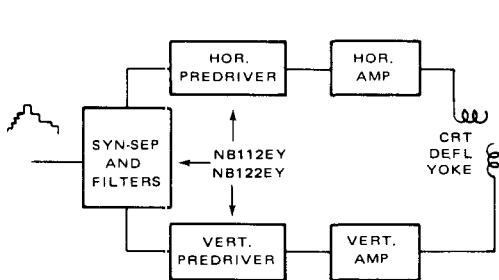 HOR.
PREDRIVER
HOR.
AMP
SYN-SEP
AND
FILTERS
NB112EY
NB122EY
CRT
DEFL
YOKE
VERT.
PREDRIVER
VERT.
AMP